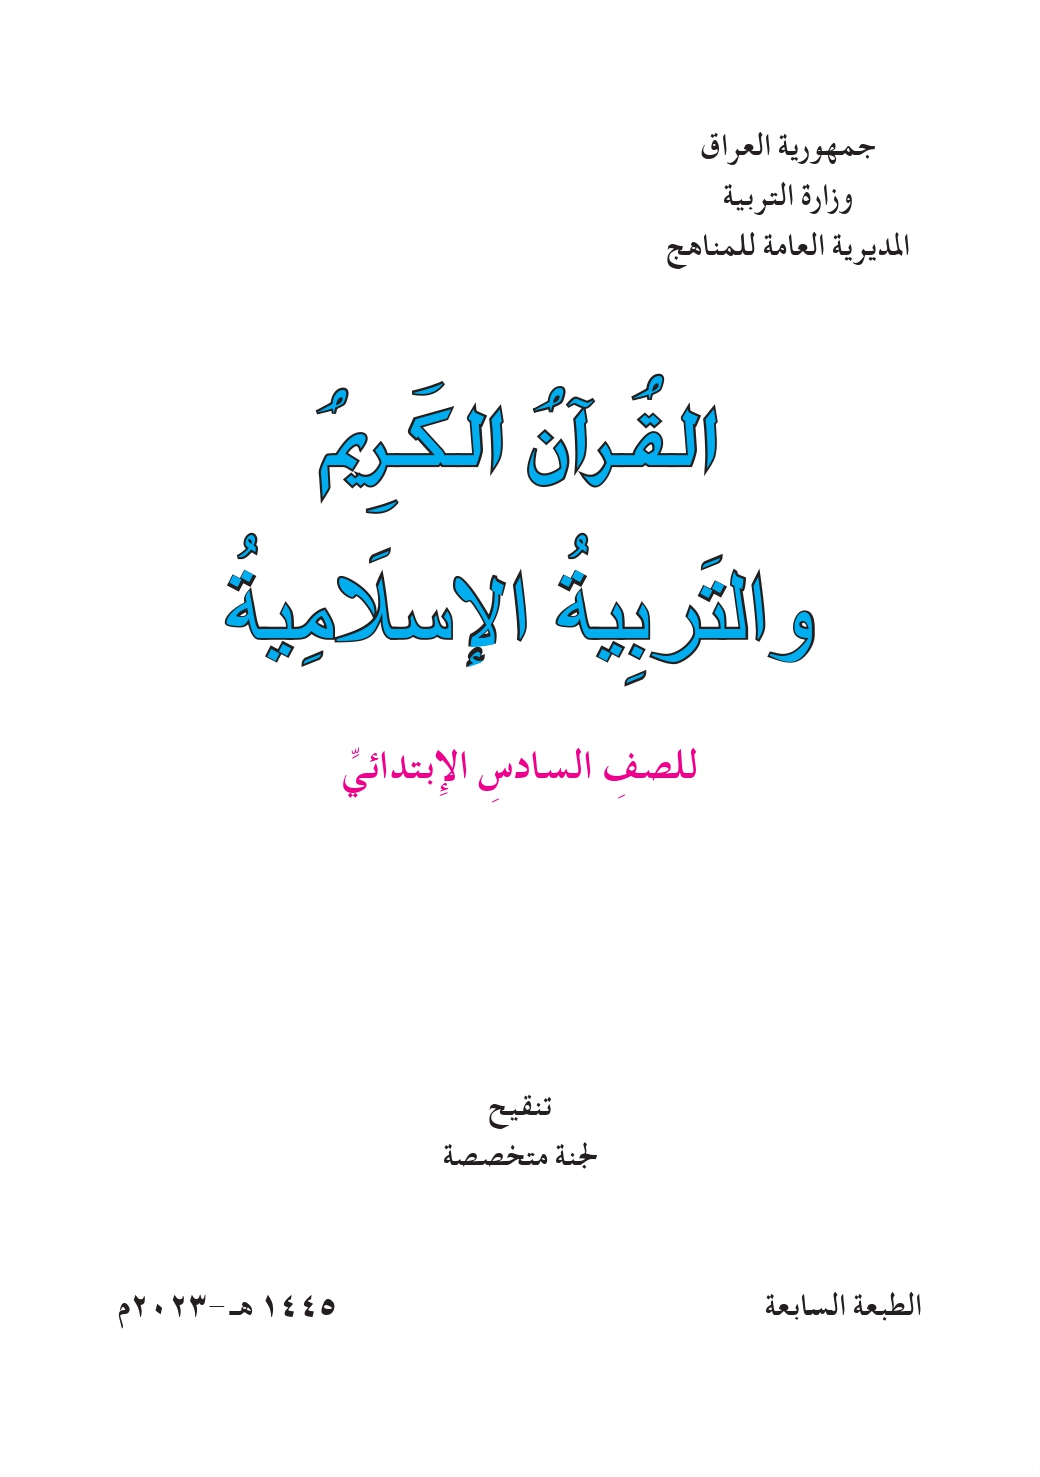 جمهورية العراق
وزارة التربية
المديرية العامة للمناهج
القُرآنُ الكَرِيمُ
والتَربِيةُ الإسلَامِيةُ
للصفِ السادسِ الإِبتدائيِّ
تنقيح
لجنة متخصصة
الطبعة السابعة
١٤٤٥ هـ –٢٠٢٣م